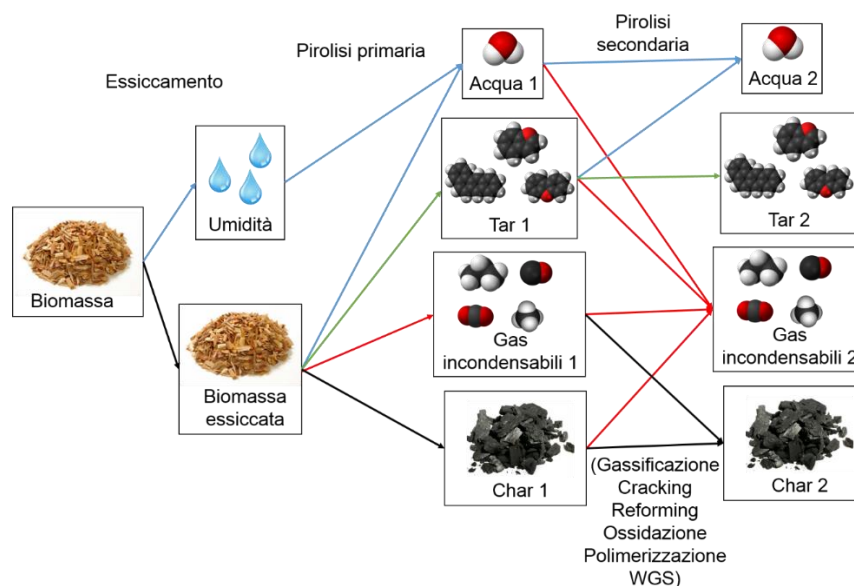 Essiccamento
Pirolisi primaria
Pirolisi
secondaria
Acqua 1
Acqua 2
Umidità
Tar 1
Tar 2
Biomassa
Biomassa
essiccata
Gas
incondensabili 1
Gas
incondensabili 2
Char 1
Char 2
(Gassificazione
Cracking
Reforming
Ossidazione
Polimerizzazione
WGS)